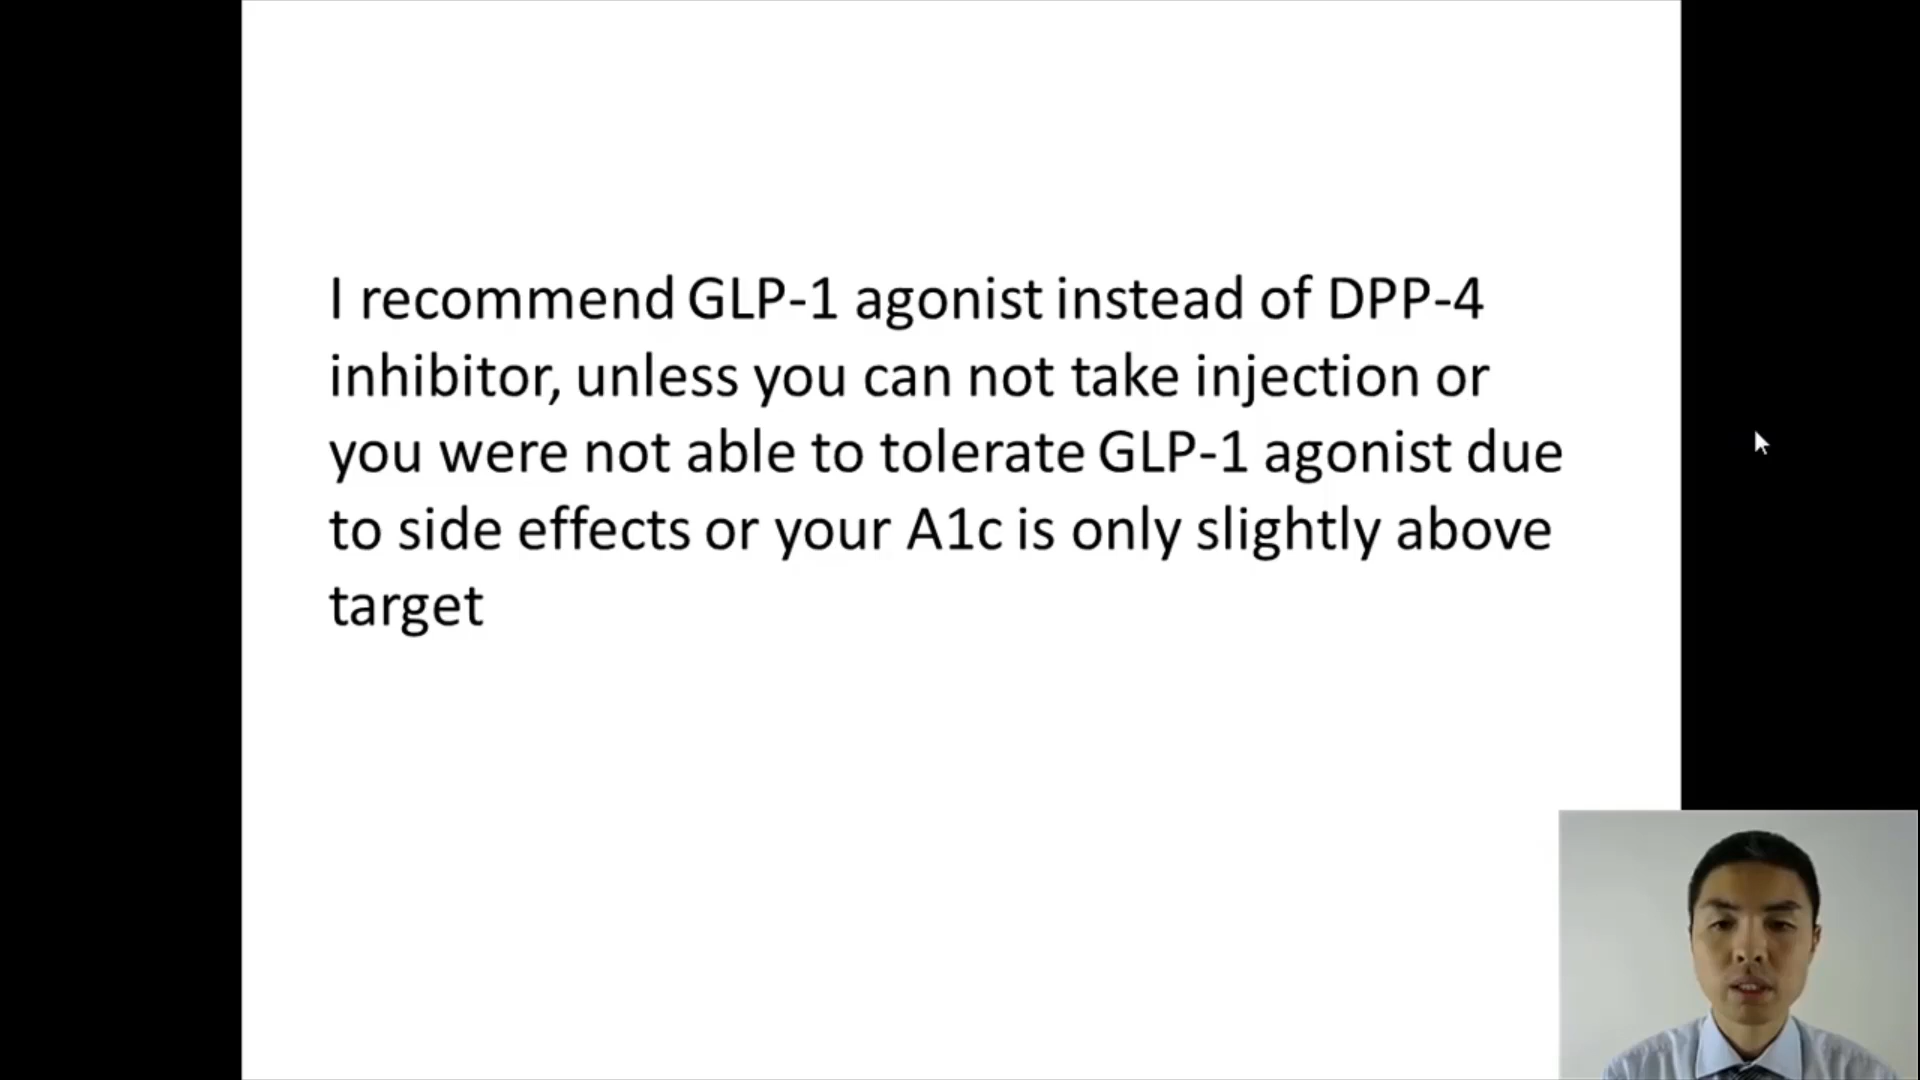 I recommend GLP-1 agonist instead of DPP-4
inhibitor, unless you can not take injection or
you were not able to tolerate GLP-1 agonist due
to side effects or your A1c is only slightly above
target